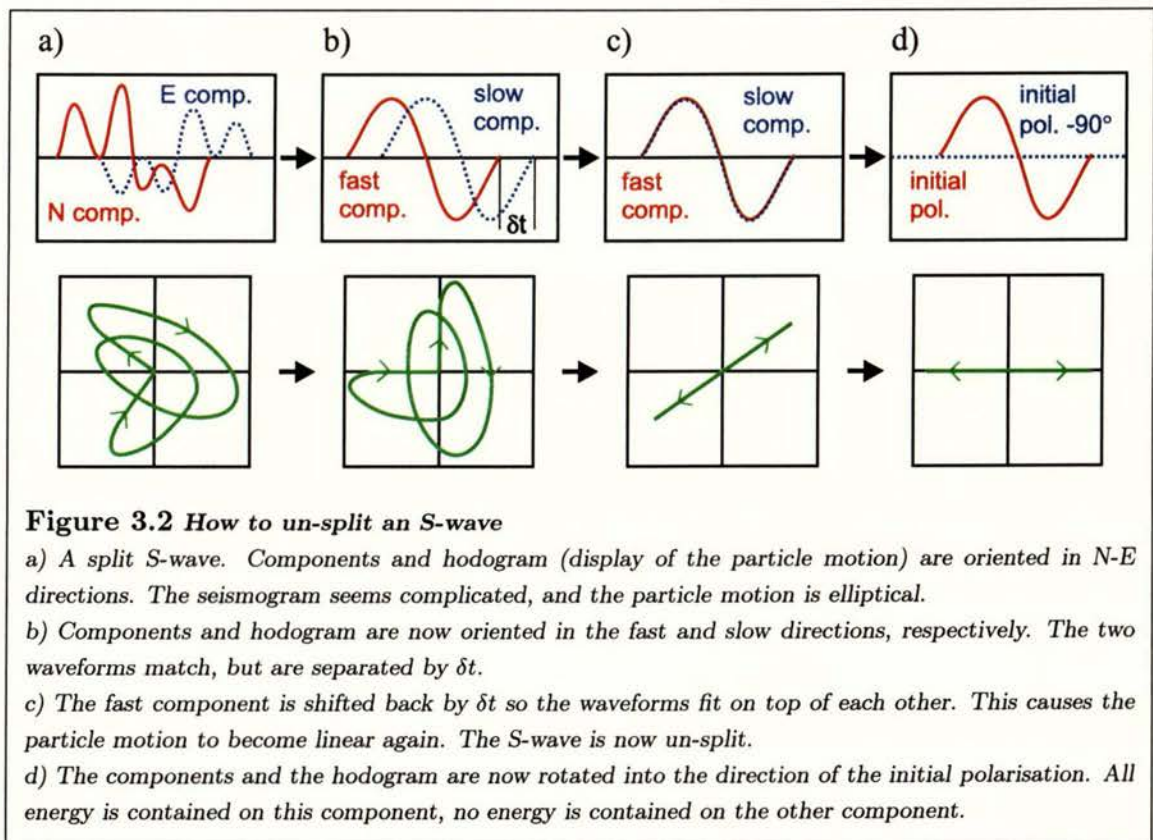 a)
b)
c)
d)
E comp.
N comp.
slow
comp.
fast
comp.
δt
slow
comp.
fast
comp.
initial
pol. -90°
initial
pol.
Figure 3.2 How to un-split an S-wave
a) A split S-wave. Components and hodogram (display of the particle motion) are oriented in N-E
directions. The seismogram seems complicated, and the particle motion is elliptical.
b) Components and hodogram are now oriented in the fast and slow directions, respectively. The two
waveforms match, but are separated by δt.
c) The fast component is shifted back by δt so the waveforms fit on top of each other. This causes the
particle motion to become linear again. The S-wave is now un-split.
d) The components and the hodogram are now rotated into the direction of the initial polarisation. All
energy is contained on this component, no energy is contained on the other component.